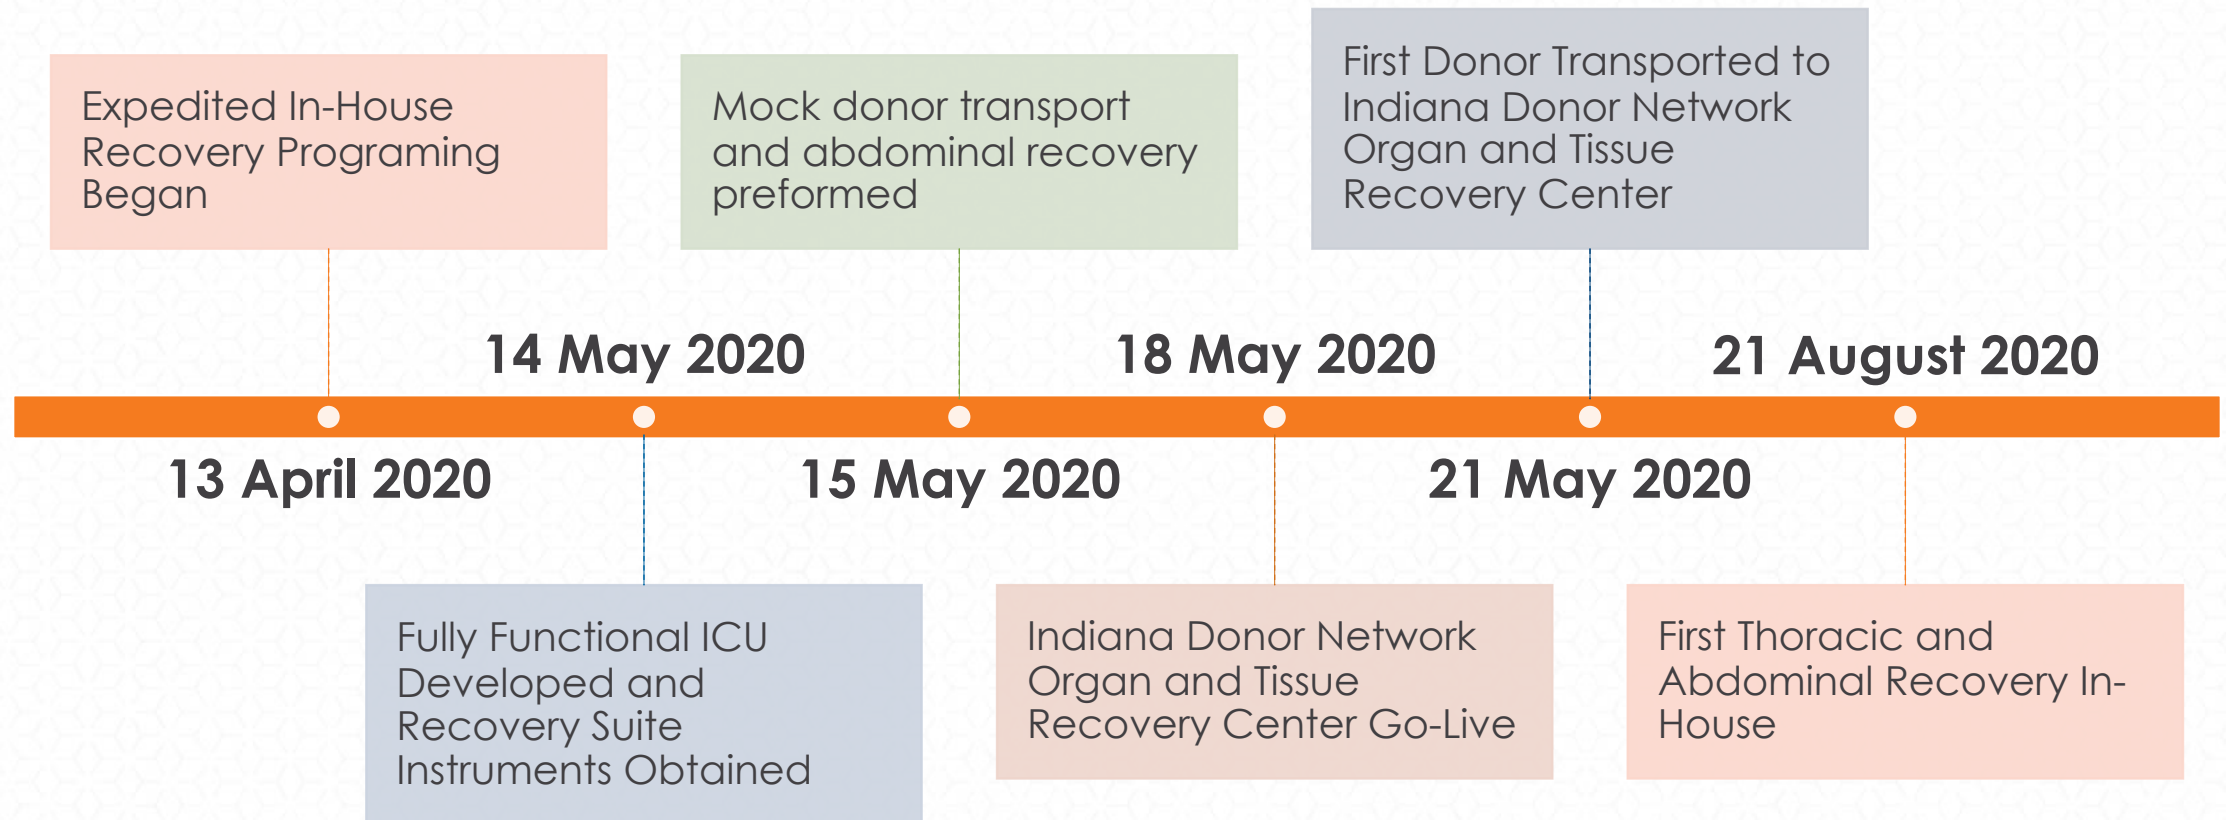 Expedited In-House
Recovery Programing
Began
Mock donor transport
and abdominal recovery
preformed
First Donor Transported to
Indiana Donor Network
Organ and Tissue
Recovery Center
14 May 2020
18 May 2020
21 August 2020
13 April 2020
15 May 2020
21 May 2020
Fully Functional ICU
Developed and
Recovery Suite
Instruments Obtained
Indiana Donor Network
Organ and Tissue
Recovery Center Go-Live
First Thoracic and
Abdominal Recovery In-
House